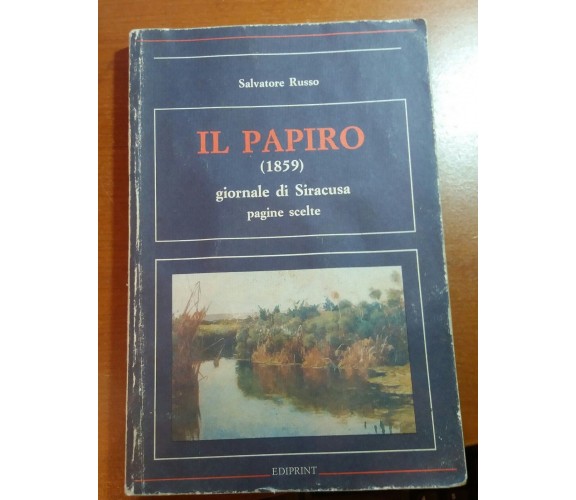 Salvatore Russo
IL PAPIRO
(1859)
giornale di Siracusa
pagine scelte
EDIPRINT